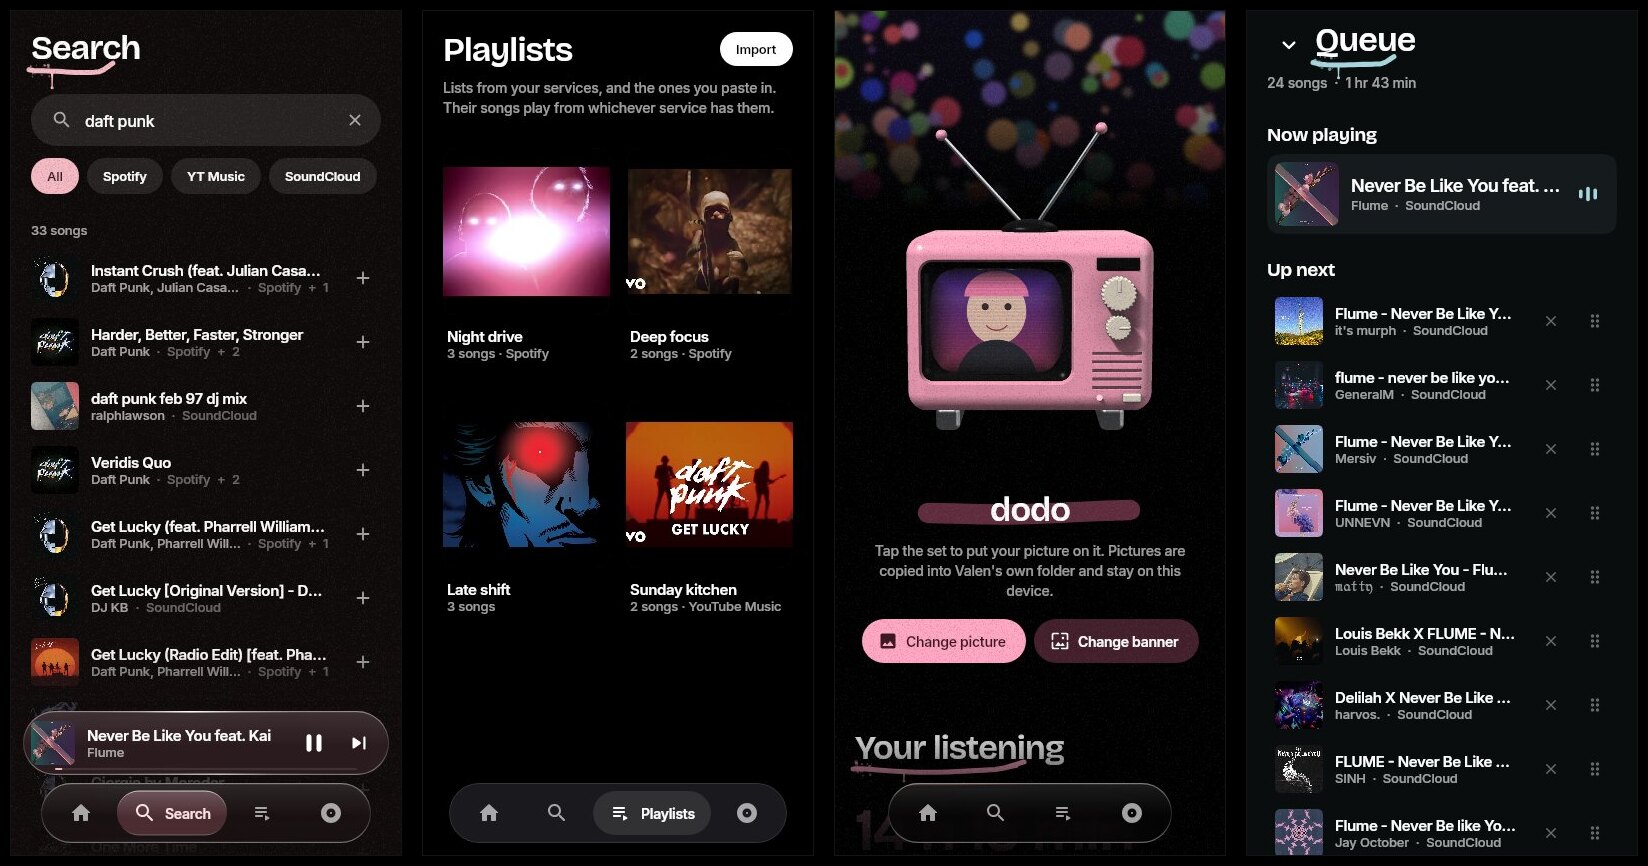 Search
daft punk
All
Spotify
YT Music
SoundCloud
33 songs
Instant Crush (feat. Julian Casa...
Daft Punk, Julian Casa... · Spotify + 1
daft punk
Harder, Better, Faster, Stronger
Daft Punk · Spotify + 2
daft punk feb 97 dj mix
ralphlawson · SoundCloud
daft punk
Veridis Quo
Daft Punk · Spotify + 2
Get Lucky (feat. Pharrell William...
Daft Punk, Pharrell Will... · Spotify + 1
Get Lucky [Original Version] - D...
DJ KB · SoundCloud
Get Lucky (Radio Edit) [feat. Pha...
Daft Punk, Pharrell Will... · Spotify + 1
Never Be Like You feat. Kai
Flume
Giorgio by Moroder
Search
One More Time
Playlists
Import
Lists from your services, and the ones you paste in.
Their songs play from whichever service has them.
VO
Night drive
3 songs · Spotify
Deep focus
2 songs · Spotify
daft punk
GET LUCKY
VO
Late shift
3 songs
Sunday kitchen
2 songs · YouTube Music
Playlists
dodo
Tap the set to put your picture on it. Pictures are
copied into Valen's own folder and stay on this
device.
Change picture
Change banner
Your listening
Queue
24 songs · 1 hr 43 min
Now playing
Never Be Like You feat. ...
Flume · SoundCloud
Up next
Flume - Never Be Like Y...
it's murph · SoundCloud
flume - never be like yo...
GeneralM · SoundCloud
Flume - Never Be Like Y...
Mersiv · SoundCloud
Flume - Never Be Like Y...
UNNEVN · SoundCloud
Never Be Like You - Flu...
· SoundCloud
Louis Bekk X FLUME - N...
Louis Bekk · SoundCloud
Delilah X Never Be Like ...
harvos. · SoundCloud
FLUME - Never Be Like ...
SINH · SoundCloud
Flume - Never Be like Yo...
Jay October · SoundCloud